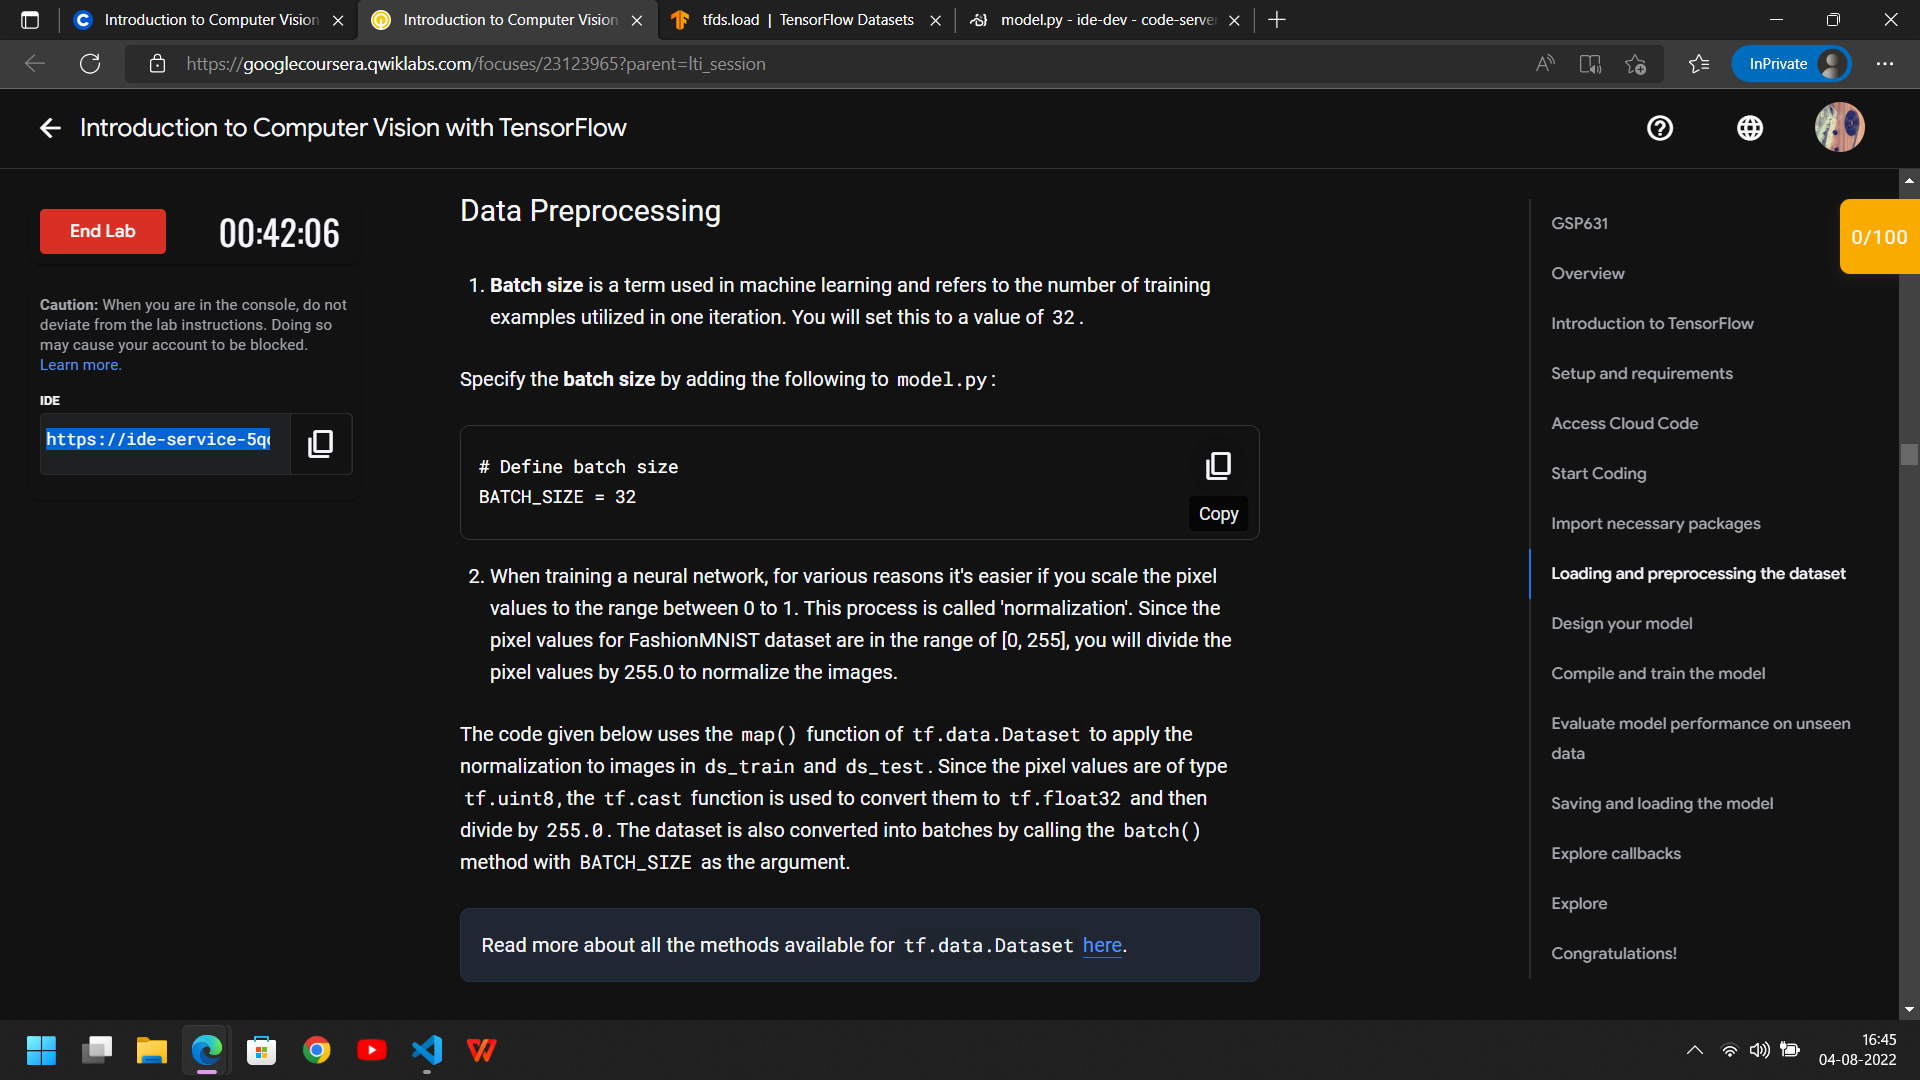 Introduction to Computer Vision
Introduction to Computer Vision
tfds.load | TensorFlow Datasets
model.py - ide-dev - code-server
https://googlecoursera.qwiklabs.com/focuses/23123965?parent=lti_session
InPrivate
Introduction to Computer Vision with TensorFlow
End Lab
00:42:06
Caution: When you are in the console, do not
deviate from the lab instructions. Doing so
may cause your account to be blocked.
Learn more.
IDE
https://ide-service-5q
Data Preprocessing
1. Batch size is a term used in machine learning and refers to the number of training
examples utilized in one iteration. You will set this to a value of 32.
Specify the batch size by adding the following to model.py:
# Define batch size
BATCH_SIZE = 32
Copy
2. When training a neural network, for various reasons it's easier if you scale the pixel
values to the range between 0 to 1. This process is called 'normalization'. Since the
pixel values for FashionMNIST dataset are in the range of [0, 255], you will divide the
pixel values by 255.0 to normalize the images.
The code given below uses the map() function of tf.data.Dataset to apply the
normalization to images in ds_train and ds_test. Since the pixel values are of type
tf.uint8, the tf.cast function is used to convert them to tf.float32 and then
divide by 255.0. The dataset is also converted into batches by calling the batch()
method with BATCH_SIZE as the argument.
Read more about all the methods available for tf.data.Dataset here.
GSP631
Overview
Introduction to TensorFlow
Setup and requirements
Access Cloud Code
Start Coding
Import necessary packages
Loading and preprocessing the dataset
Design your model
Compile and train the model
Evaluate model performance on unseen
data
Saving and loading the model
Explore callbacks
Explore
Congratulations!
0/100
16:45
04-08-2022